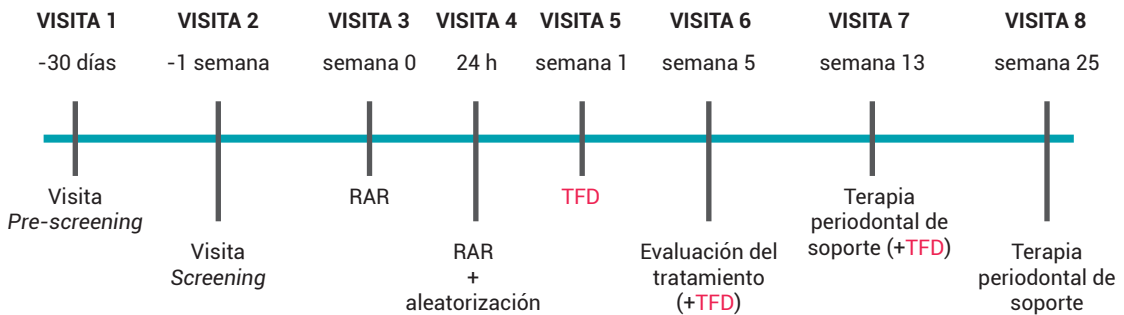 VISITA 1
VISITA 2
VISITA 3
VISITA 4
VISITA 5
VISITA 6
VISITA 7
VISITA 8
-30 días
-1 semana
semana 0
24 h
semana 1
semana 5
semana 13
semana 25
Visita
Pre-screening
Visita
Screening
RAR
RAR
+
aleatorización
TFD
Evaluación del
tratamiento
(+TFD)
Terapia
periodontal de
soporte (+TFD)
Terapia
periodontal de
soporte